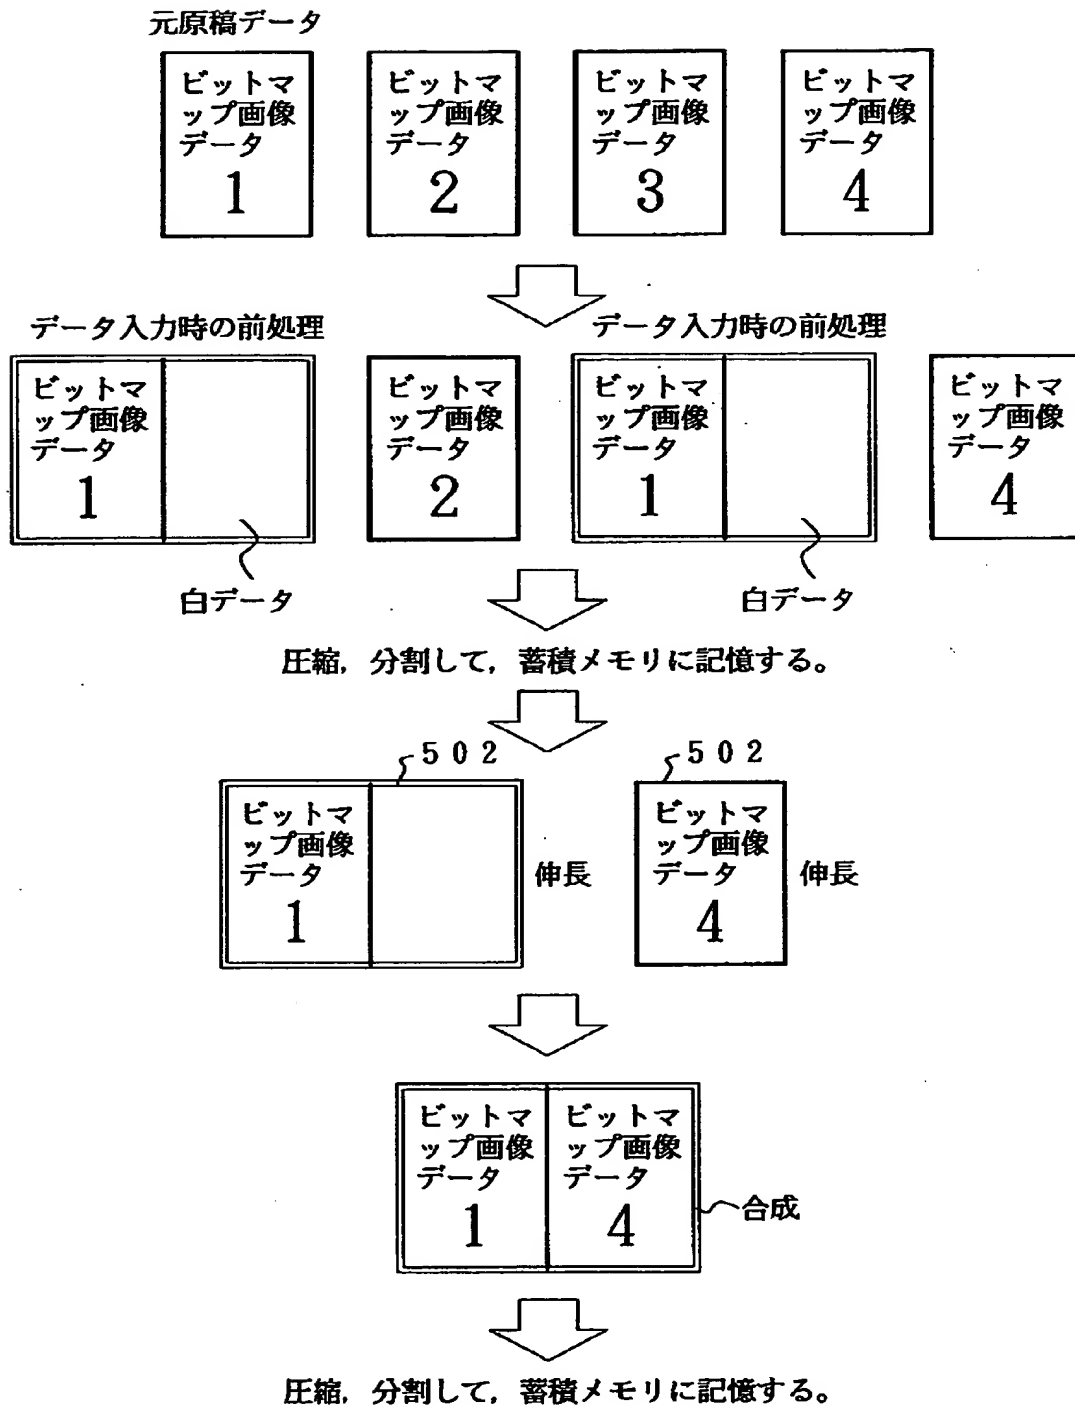 元原稿データ
ビットマ
ップ画像
データ
1
ビットマ
ップ画像
データ
2
ビットマ
ップ画像
データ
3
ビットマ
ップ画像
データ
4
データ入力時の前処理
ビットマ
ップ画像
データ
1
白データ
ビットマ
ップ画像
データ
2
データ入力時の前処理
ビットマ
ップ画像
データ
1
白データ
ビットマ
ップ画像
データ
4
圧縮，分割して，蓄積メモリに記憶する。
502
ビットマ
ップ画像
データ
1
伸長
502
ビットマ
ップ画像
データ
4
伸長
ビットマ
ップ画像
データ
1
ビットマ
ップ画像
データ
4
合成
圧縮，分割して，蓄積メモリに記憶する。